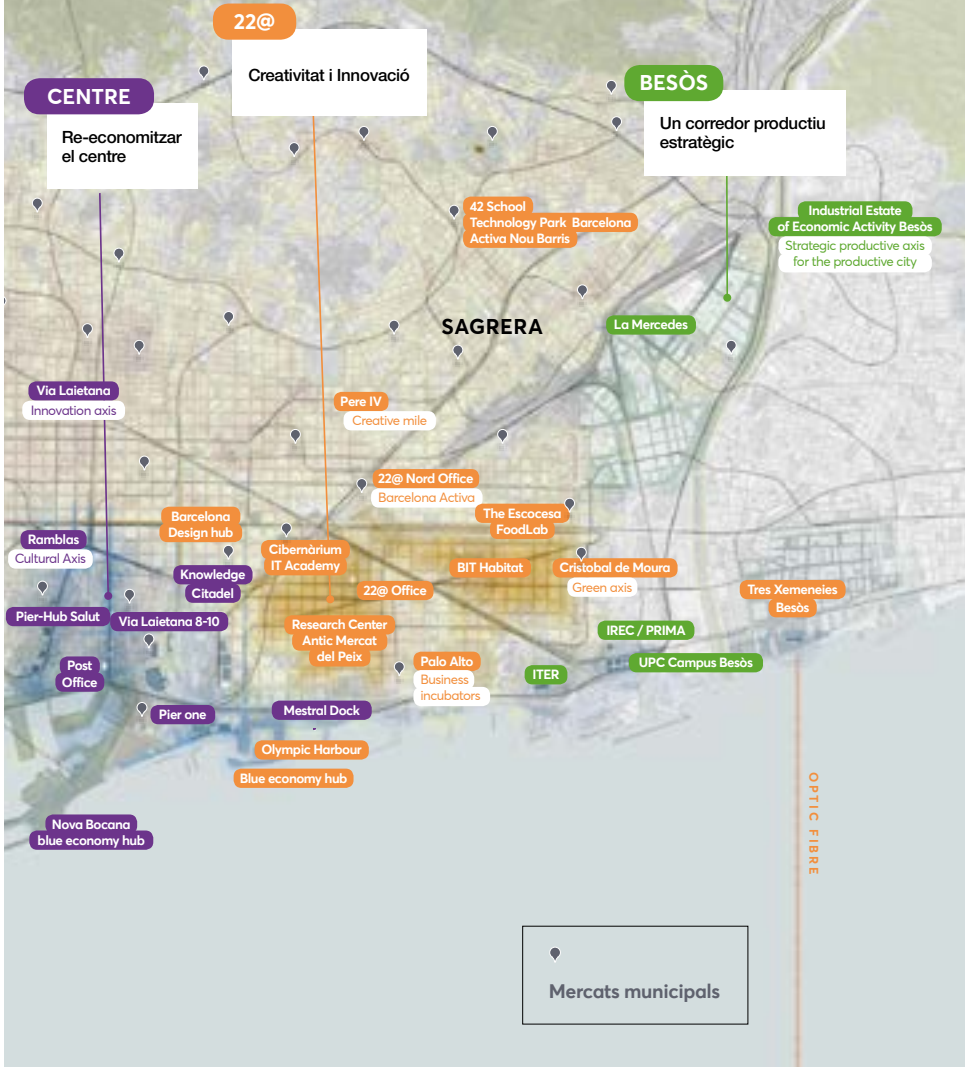 22@
Creativitat i Innovació
CENTRE
Re-economitzar
el centre
BESÒS
Un corredor productiu
estratègic
42 School
Technology Park Barcelona
Activa Nou Barris
Industrial Estate
of Economic Activity Besòs
Strategic productive axis
for the productive city
SAGRERA
La Mercedes
Via Laietana
Innovation axis
Pere IV
Creative mile
22@ Nord Office
Barcelona Activa
The Escocesa
FoodLab
Barcelona
Design hub
Ramblas
Cultural Axis
Cibernàrium
IT Academy
Knowledge
Citadel
BIT Habitat
Cristobal de Moura
Green axis
22@ Office
Tres Xemeneies
Besòs
Pier-Hub Salut
Via Laietana 8-10
Research Center
Antic Mercat
del Peix
IREC / PRIMA
UPC Campus Besòs
Post
Office
Palo Alto
Business
incubators
ITER
Pier one
Mestral Dock
Olympic Harbour
Blue economy hub
OPTIC FIBRE
Nova Bocana
blue economy hub
Mercats municipals